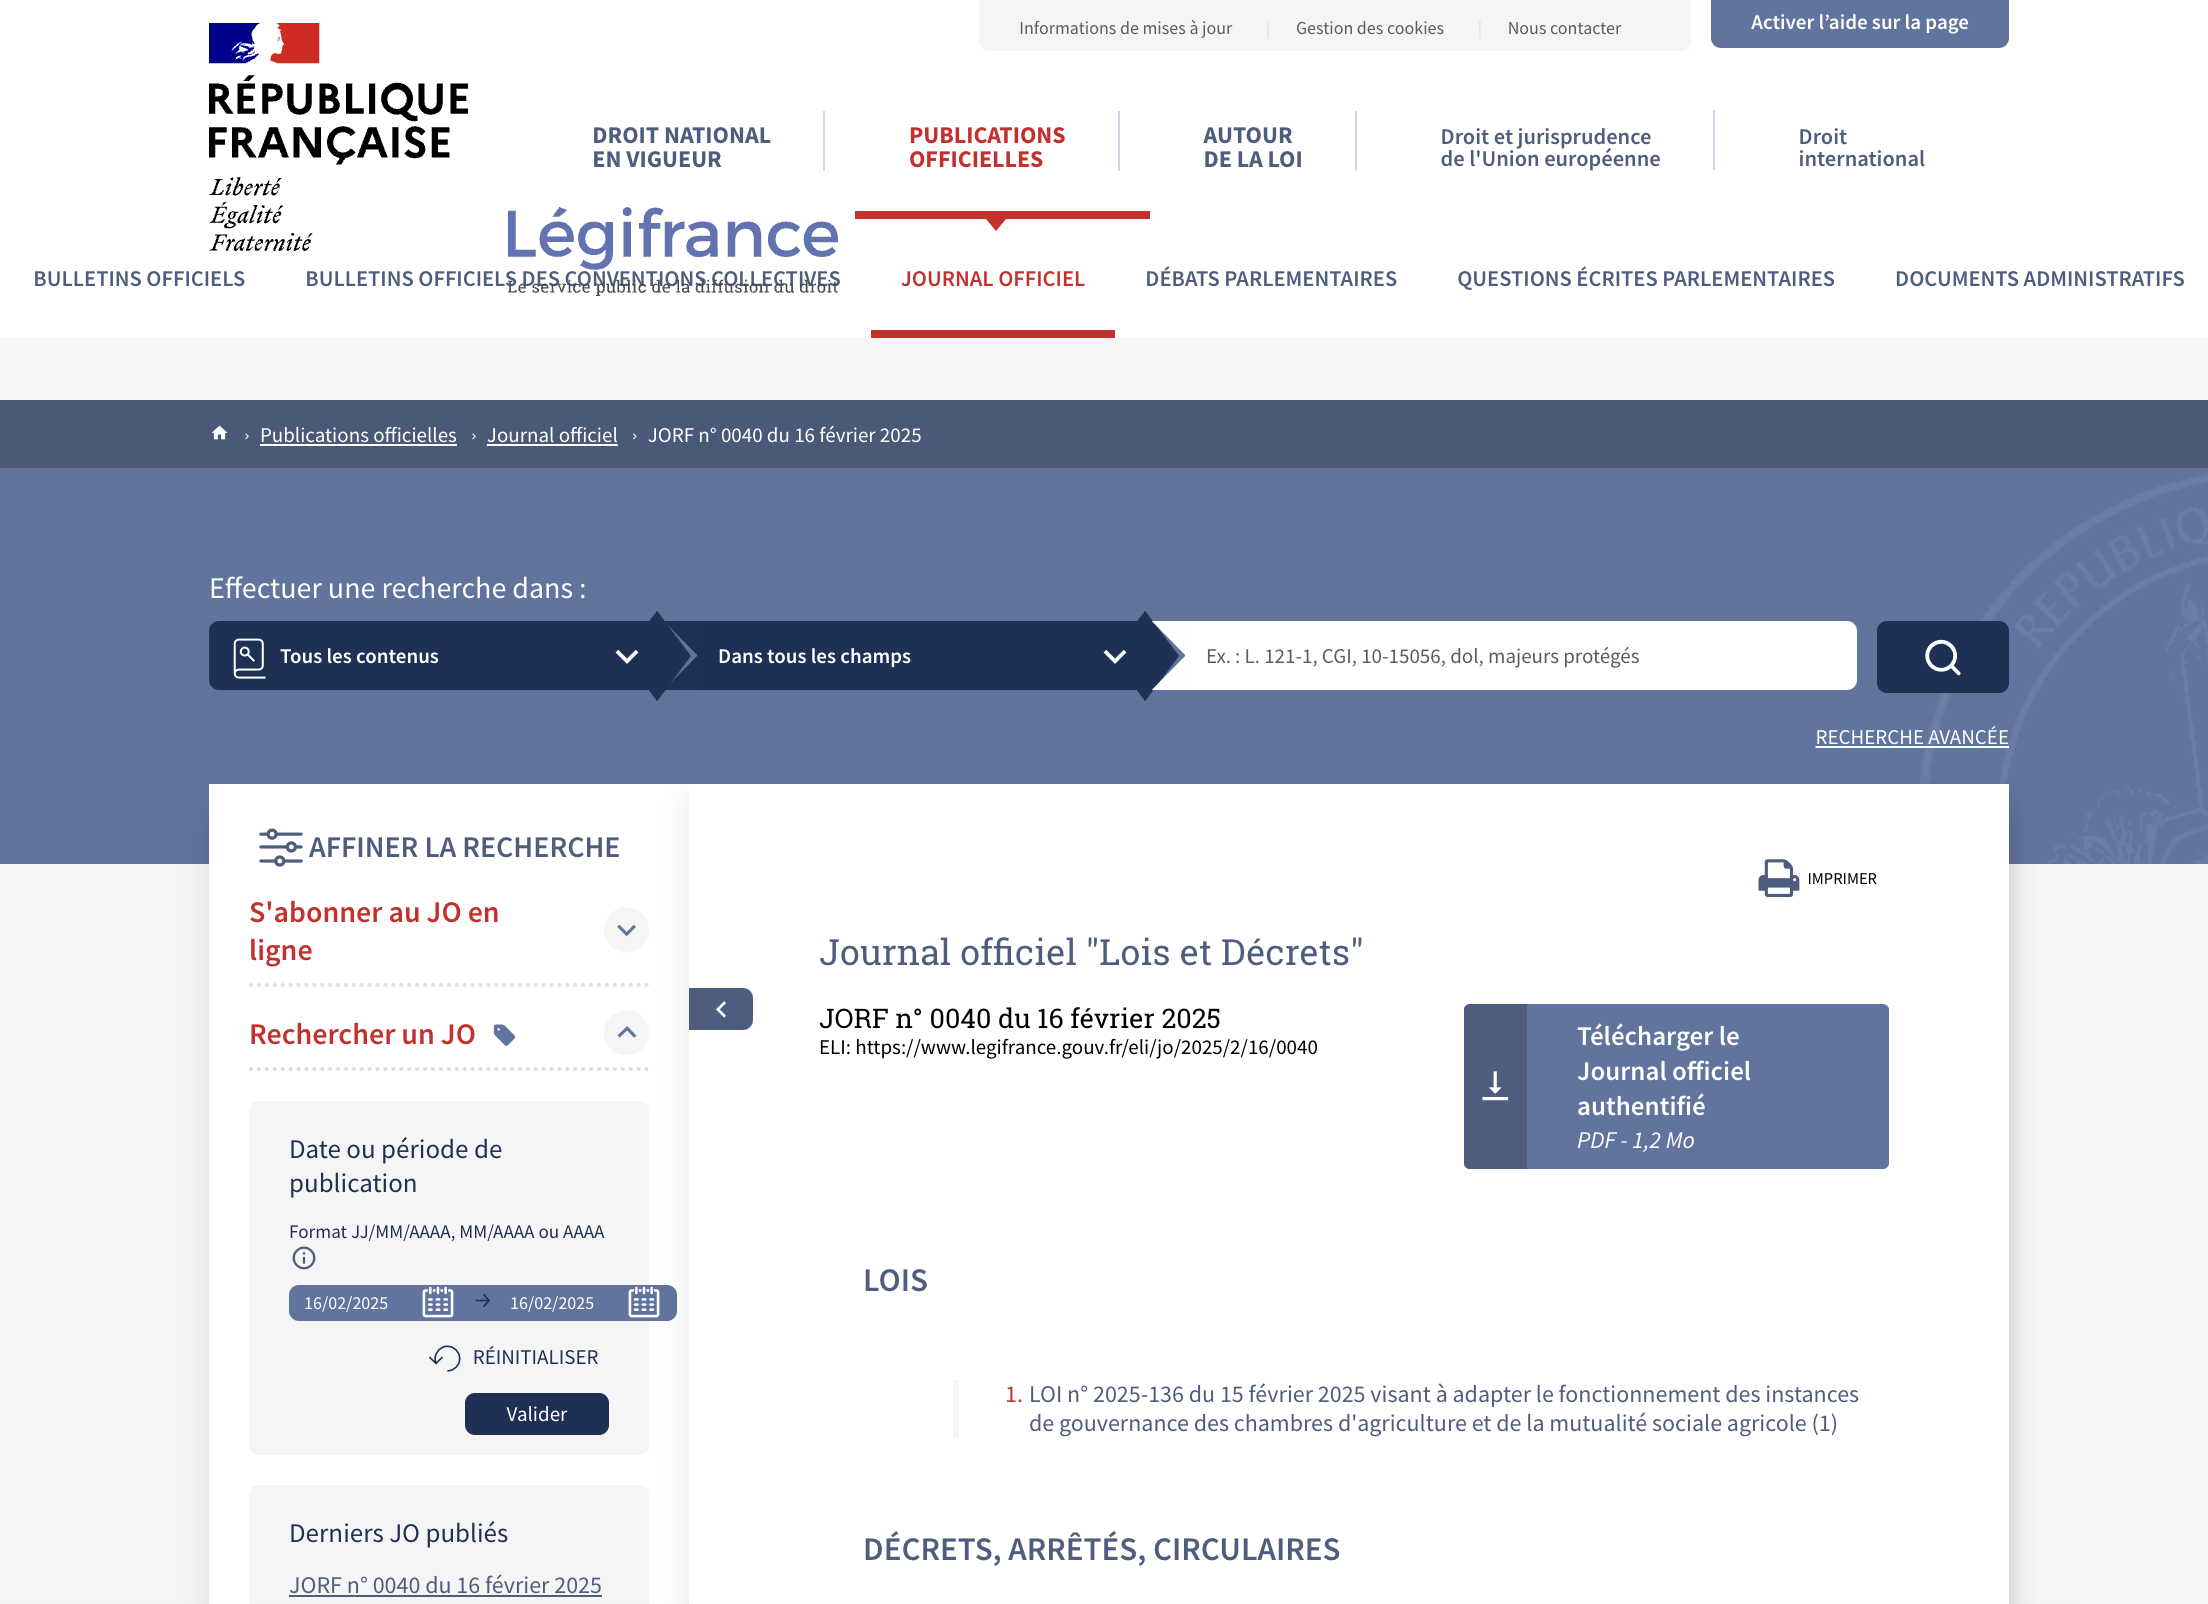 Informations de mises à jour
Gestion des cookies
Nous contacter
Activer l’aide sur la page
RÉPUBLIQUE
FRANÇAISE
Liberté
Égalité
Fraternité
DROIT NATIONAL
EN VIGUEUR
PUBLICATIONS
OFFICIELLES
AUTOUR
DE LA LOI
Droit et jurisprudence
de l'Union européenne
Droit
international
Légifrance
Le service public de la diffusion du droit
BULLETINS OFFICIELS
BULLETINS OFFICIELS DES CONVENTIONS COLLECTIVES
JOURNAL OFFICIEL
DÉBATS PARLEMENTAIRES
QUESTIONS ÉCRITES PARLEMENTAIRES
DOCUMENTS ADMINISTRATIFS
› Publications officielles › Journal officiel › JORF n° 0040 du 16 février 2025
Effectuer une recherche dans :
Tous les contenus
Dans tous les champs
Ex. : L. 121-1, CGI, 10-15056, dol, majeurs protégés
RECHERCHE AVANCÉE
REPUBLIQ
AFFINER LA RECHERCHE
S'abonner au JO en
ligne
Rechercher un JO
Date ou période de
publication
Format JJ/MM/AAAA, MM/AAAA ou AAAA
16/02/2025 → 16/02/2025
RÉINITIALISER
Valider
Derniers JO publiés
JORF n° 0040 du 16 février 2025
IMPRIMER
Journal officiel "Lois et Décrets"
JORF n° 0040 du 16 février 2025
ELI: https://www.legifrance.gouv.fr/eli/jo/2025/2/16/0040
Télécharger le
Journal officiel
authentifié
PDF - 1,2 Mo
LOIS
1. LOI n° 2025-136 du 15 février 2025 visant à adapter le fonctionnement des instances
de gouvernance des chambres d'agriculture et de la mutualité sociale agricole (1)
DÉCRETS, ARRÊTÉS, CIRCULAIRES